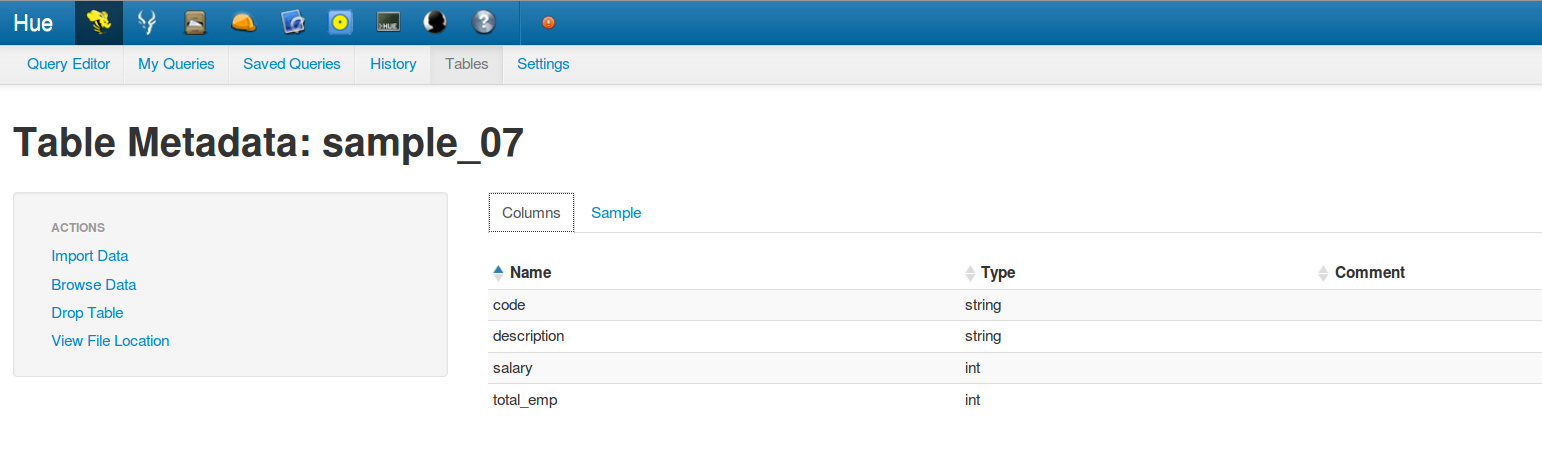 Hue >HUE ?
Query Editor My Queries Saved Queries History Tables Settings
Table Metadata: sample_07
ACTIONS
Import Data
Browse Data
Drop Table
View File Location
Columns Sample
Name Type Comment
code string
description string
salary int
total_emp int